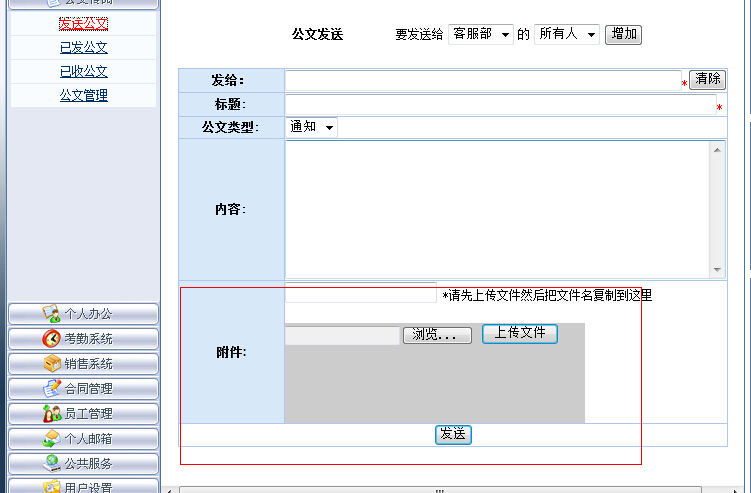 公文传阅
发送公文
已发公文
已收公文
公文管理
个人办公
考勤系统
销售系统
合同管理
员工管理
个人邮箱
公共服务
用户设置
公文发送 要发送给 客服部 的 所有人 增加
发给： * 清除
标题： *
公文类型： 通知
内容：
附件： *请先上传文件然后把文件名复制到这里
浏览... 上传文件
发送